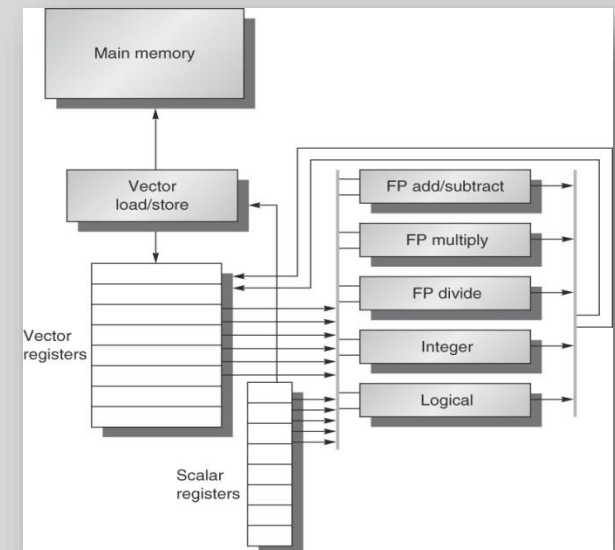 Main memory
Vector
load/store
FP add/subtract
FP multiply
FP divide
Integer
Logical
Vector
registers
Scalar
registers